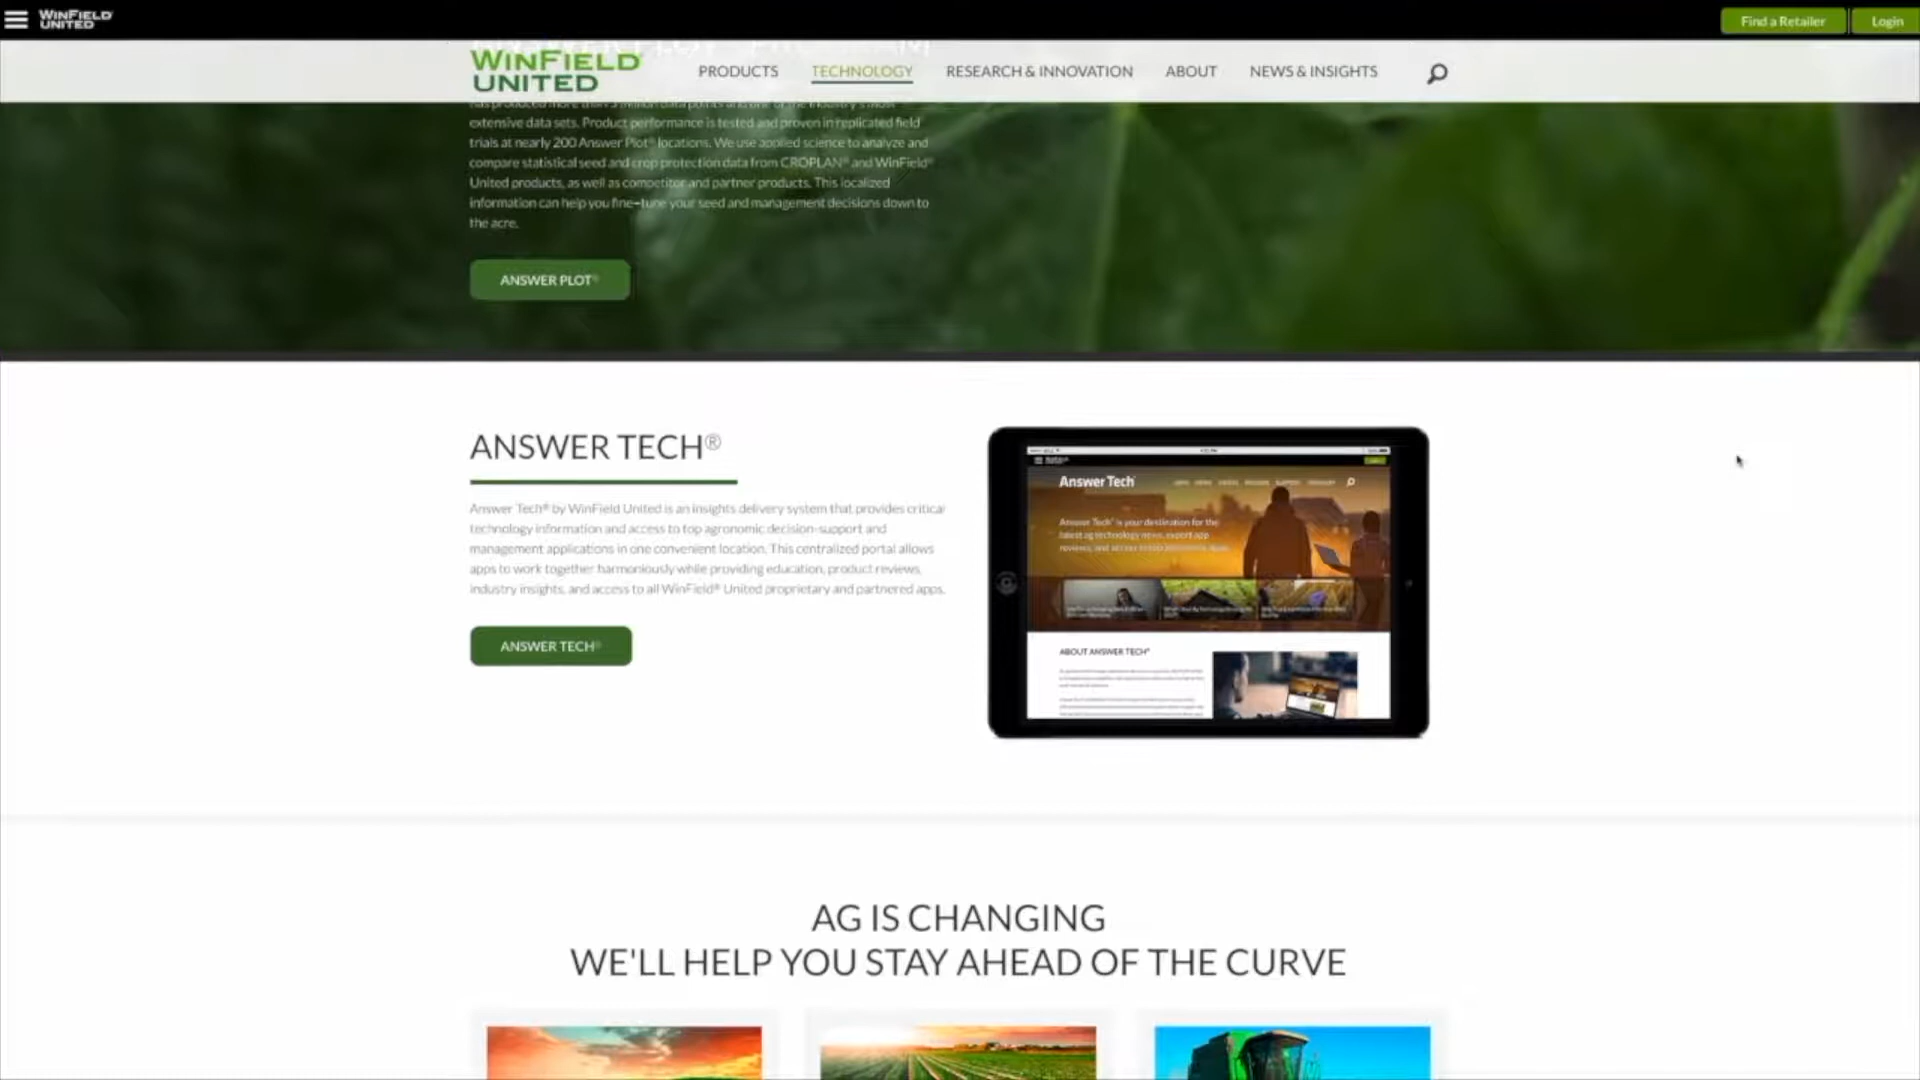 WINFIELD UNITED
Find a Retailer
Login
WINFIELD
UNITED
PRODUCTS
TECHNOLOGY
RESEARCH & INNOVATION
ABOUT
NEWS & INSIGHTS
has produced more than a million data points and one of the industry's most
extensive data sets. Product performance is tested and proven in replicated field
trials at nearly 200 Answer Plot® locations. We use applied science to analyze and
compare statistical seed and crop protection data from CROPLAN® and WinField®
United products, as well as competitor and partner products. This localized
information can help you fine-tune your seed and management decisions down to
the acre.
ANSWER PLOT®
ANSWER TECH®
Answer Tech® by WinField United is an insights delivery system that provides critical
technology information and access to top agronomic decision-support and
management applications in one convenient location. This centralized portal allows
apps to work together harmoniously while providing education, product reviews,
industry insights, and access to all WinField® United proprietary and partnered apps.
ANSWER TECH®
Answer Tech
Answer Tech® is your destination for the
latest ag technology news, expert app
reviews, and access to
ABOUT ANSWER TECH®
AG IS CHANGING
WE'LL HELP YOU STAY AHEAD OF THE CURVE